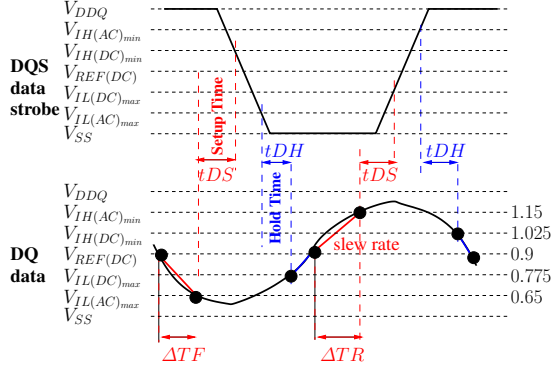 V_DDQ
V_IH(AC)min
V_IH(DC)min
V_REF(DC)
V_IL(DC)max
V_IL(AC)max
V_SS
DQS
data
strobe
Setup Time
tDS
tDH
tDS
tDH
Hold Time
V_DDQ
V_IH(AC)min
V_IH(DC)min
V_REF(DC)
V_IL(DC)max
V_IL(AC)max
V_SS
DQ
data
slew rate
1.15
1.025
0.9
0.775
0.65
ΔTF
ΔTR